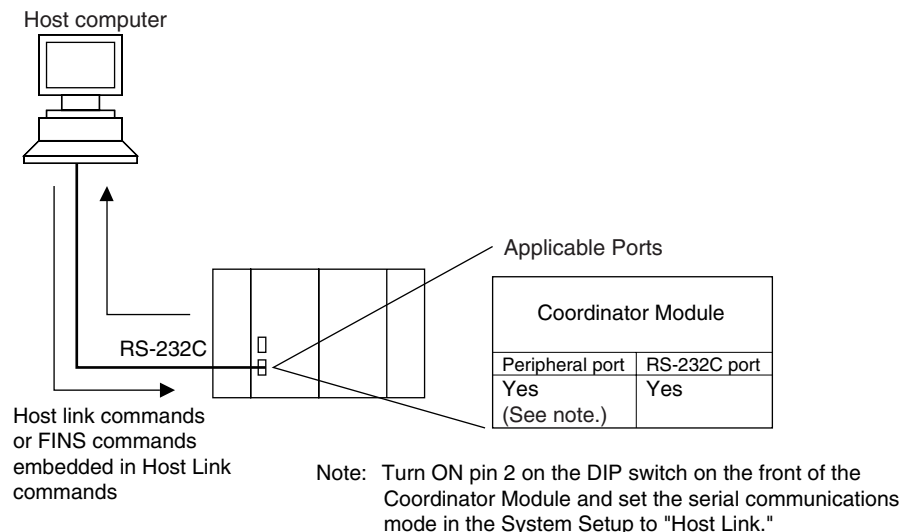 Host computer
Applicable Ports
Coordinator Module
Peripheral port RS-232C port
Yes Yes
(See note.)
RS-232C
Host link commands
or FINS commands
embedded in Host Link
commands
Note: Turn ON pin 2 on the DIP switch on the front of the
Coordinator Module and set the serial communications
mode in the System Setup to "Host Link."